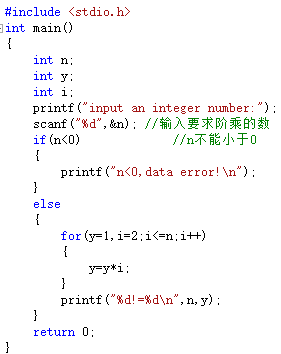 #include <stdio.h>
int main()
{
    int n;
    int y;
    int i;
    printf("input an integer number:");
    scanf("%d",&n); //输入要求阶乘的数
    if(n<0)        //n不能小于0
    {
        printf("n<0,data error!\n");
    }
    else
    {
        for(y=1,i=2;i<=n;i++)
        {
            y=y*i;
        }
        printf("%d!=%d\n",n,y);
    }
    return 0;
}